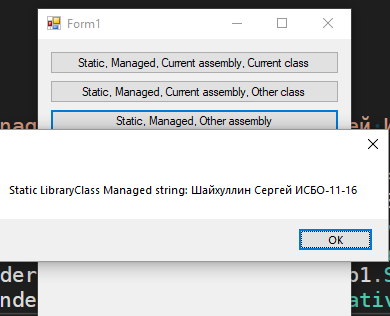 Form1
Static, Managed, Current assembly, Current class
Static, Managed, Current assembly, Other class
Static, Managed, Other assembly
Static LibraryClass Managed string: Шайхуллин Сергей ИСБО-11-16
OK